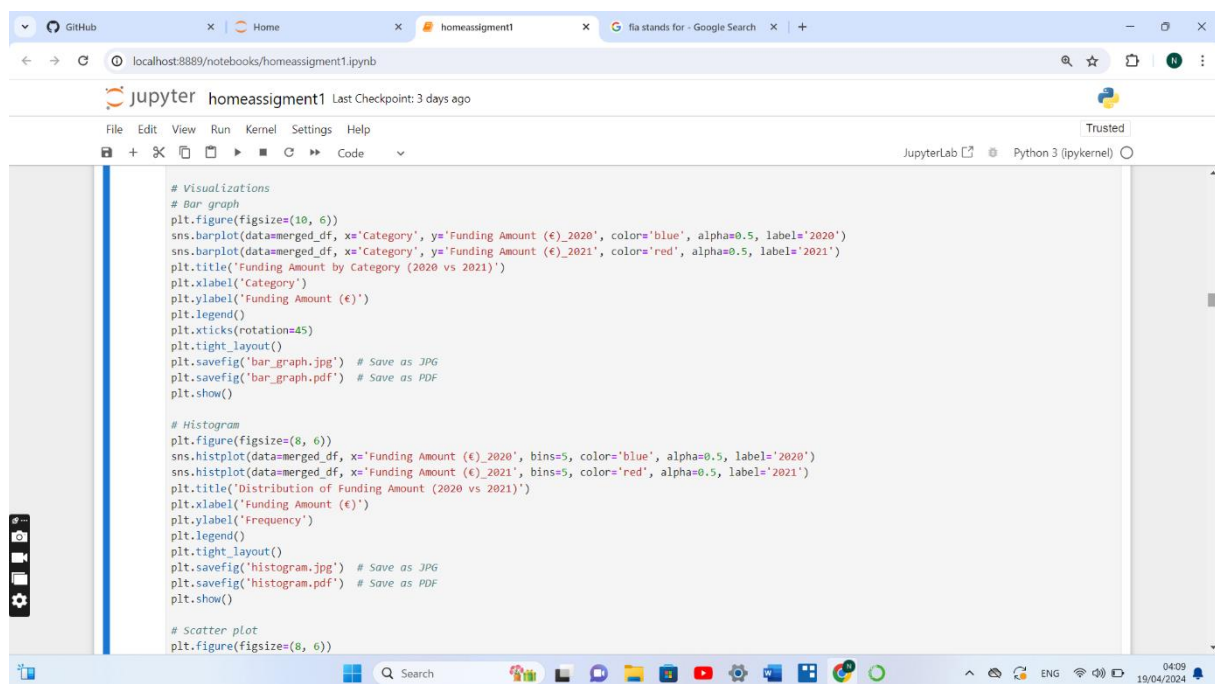 GitHub
Home
homeassigment1
fia stands for - Google Search
localhost:8889/notebooks/homeassigment1.ipynb
N
jupyter homeassigment1 Last Checkpoint: 3 days ago
File Edit View Run Kernel Settings Help
Trusted
Code
JupyterLab
Python 3 (ipykernel)
# Visualizations
# Bar graph
plt.figure(figsize=(10, 6))
sns.barplot(data=merged_df, x='Category', y='Funding Amount (€)_2020', color='blue', alpha=0.5, label='2020')
sns.barplot(data=merged_df, x='Category', y='Funding Amount (€)_2021', color='red', alpha=0.5, label='2021')
plt.title('Funding Amount by Category (2020 vs 2021)')
plt.xlabel('Category')
plt.ylabel('Funding Amount (€)')
plt.legend()
plt.xticks(rotation=45)
plt.tight_layout()
plt.savefig('bar_graph.jpg')  # Save as JPG
plt.savefig('bar_graph.pdf')  # Save as PDF
plt.show()
# Histogram
plt.figure(figsize=(8, 6))
sns.histplot(data=merged_df, x='Funding Amount (€)_2020', bins=5, color='blue', alpha=0.5, label='2020')
sns.histplot(data=merged_df, x='Funding Amount (€)_2021', bins=5, color='red', alpha=0.5, label='2021')
plt.title('Distribution of Funding Amount (2020 vs 2021)')
plt.xlabel('Funding Amount (€)')
plt.ylabel('Frequency')
plt.legend()
plt.tight_layout()
plt.savefig('histogram.jpg')  # Save as JPG
plt.savefig('histogram.pdf')  # Save as PDF
plt.show()
# Scatter plot
plt.figure(figsize=(8, 6))
Search
ENG
04:09
19/04/2024